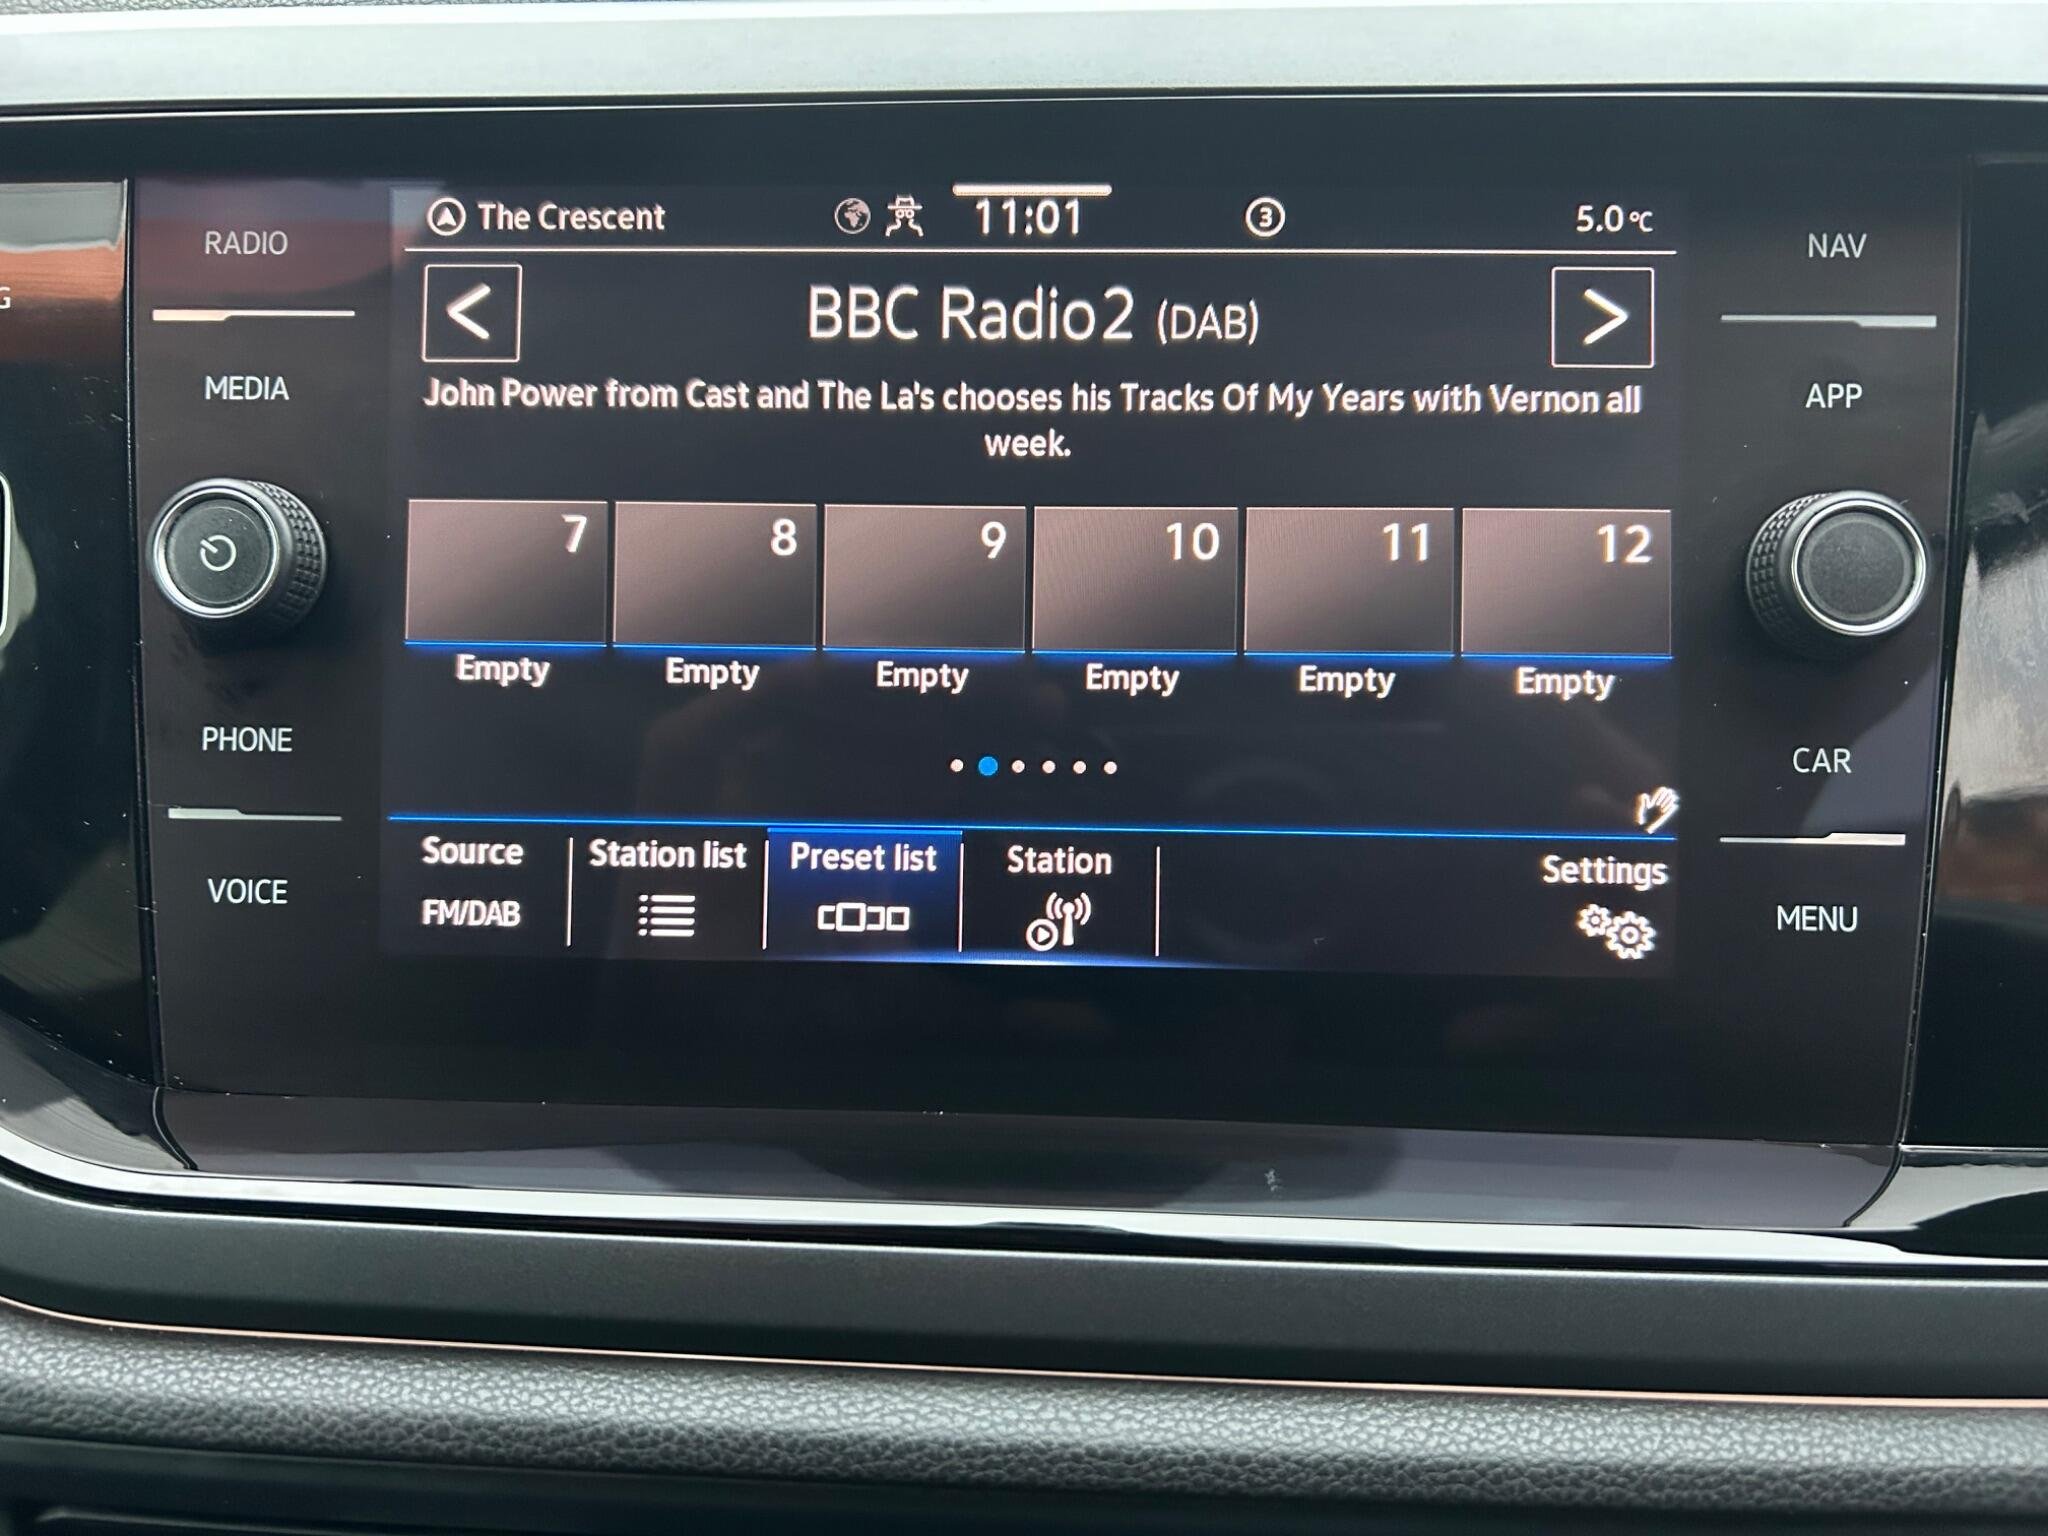 RADIO
MEDIA
PHONE
VOICE
G
The Crescent
11:01
3
5.0°C
<
BBC Radio2 (DAB)
>
John Power from Cast and The La's chooses his Tracks Of My Years with Vernon all
week.
7 8 9 10 11 12
Empty Empty Empty Empty Empty Empty
Source Station list Preset list Station Settings
FM/DAB
NAV
APP
CAR
MENU